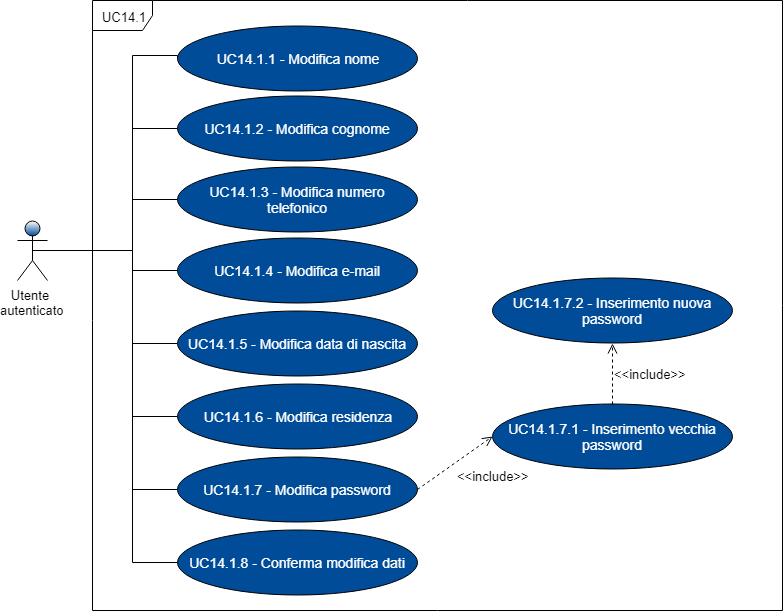 UC14.1
UC14.1.1 - Modifica nome
UC14.1.2 - Modifica cognome
UC14.1.3 - Modifica numero
telefonico
UC14.1.4 - Modifica e-mail
Utente
autenticato
UC14.1.5 - Modifica data di nascita
UC14.1.6 - Modifica residenza
UC14.1.7 - Modifica password
UC14.1.8 - Conferma modifica dati
UC14.1.7.2 - Inserimento nuova
password
<<include>>
UC14.1.7.1 - Inserimento vecchia
password
<<include>>